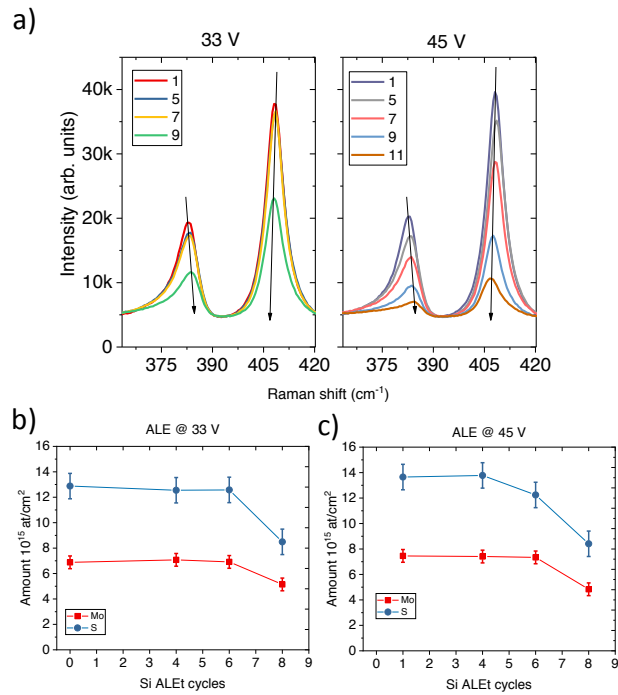 a)
33 V
45 V
1
5
7
9
1
5
7
9
11
40k
30k
20k
10k
0
Intensity (arb. units)
375 390 405 420
375 390 405 420
Raman shift (cm⁻¹)
b)
c)
ALE @ 33 V
ALE @ 45 V
16
14
12
10
8
6
4
2
0
Amount 10¹⁵ at/cm²
Mo
S
0 1 2 3 4 5 6 7 8 9
Si ALEt cycles
16
14
12
10
8
6
4
2
0
Amount 10¹⁵ at/cm²
Mo
S
0 1 2 3 4 5 6 7 8 9
Si ALEt cycles